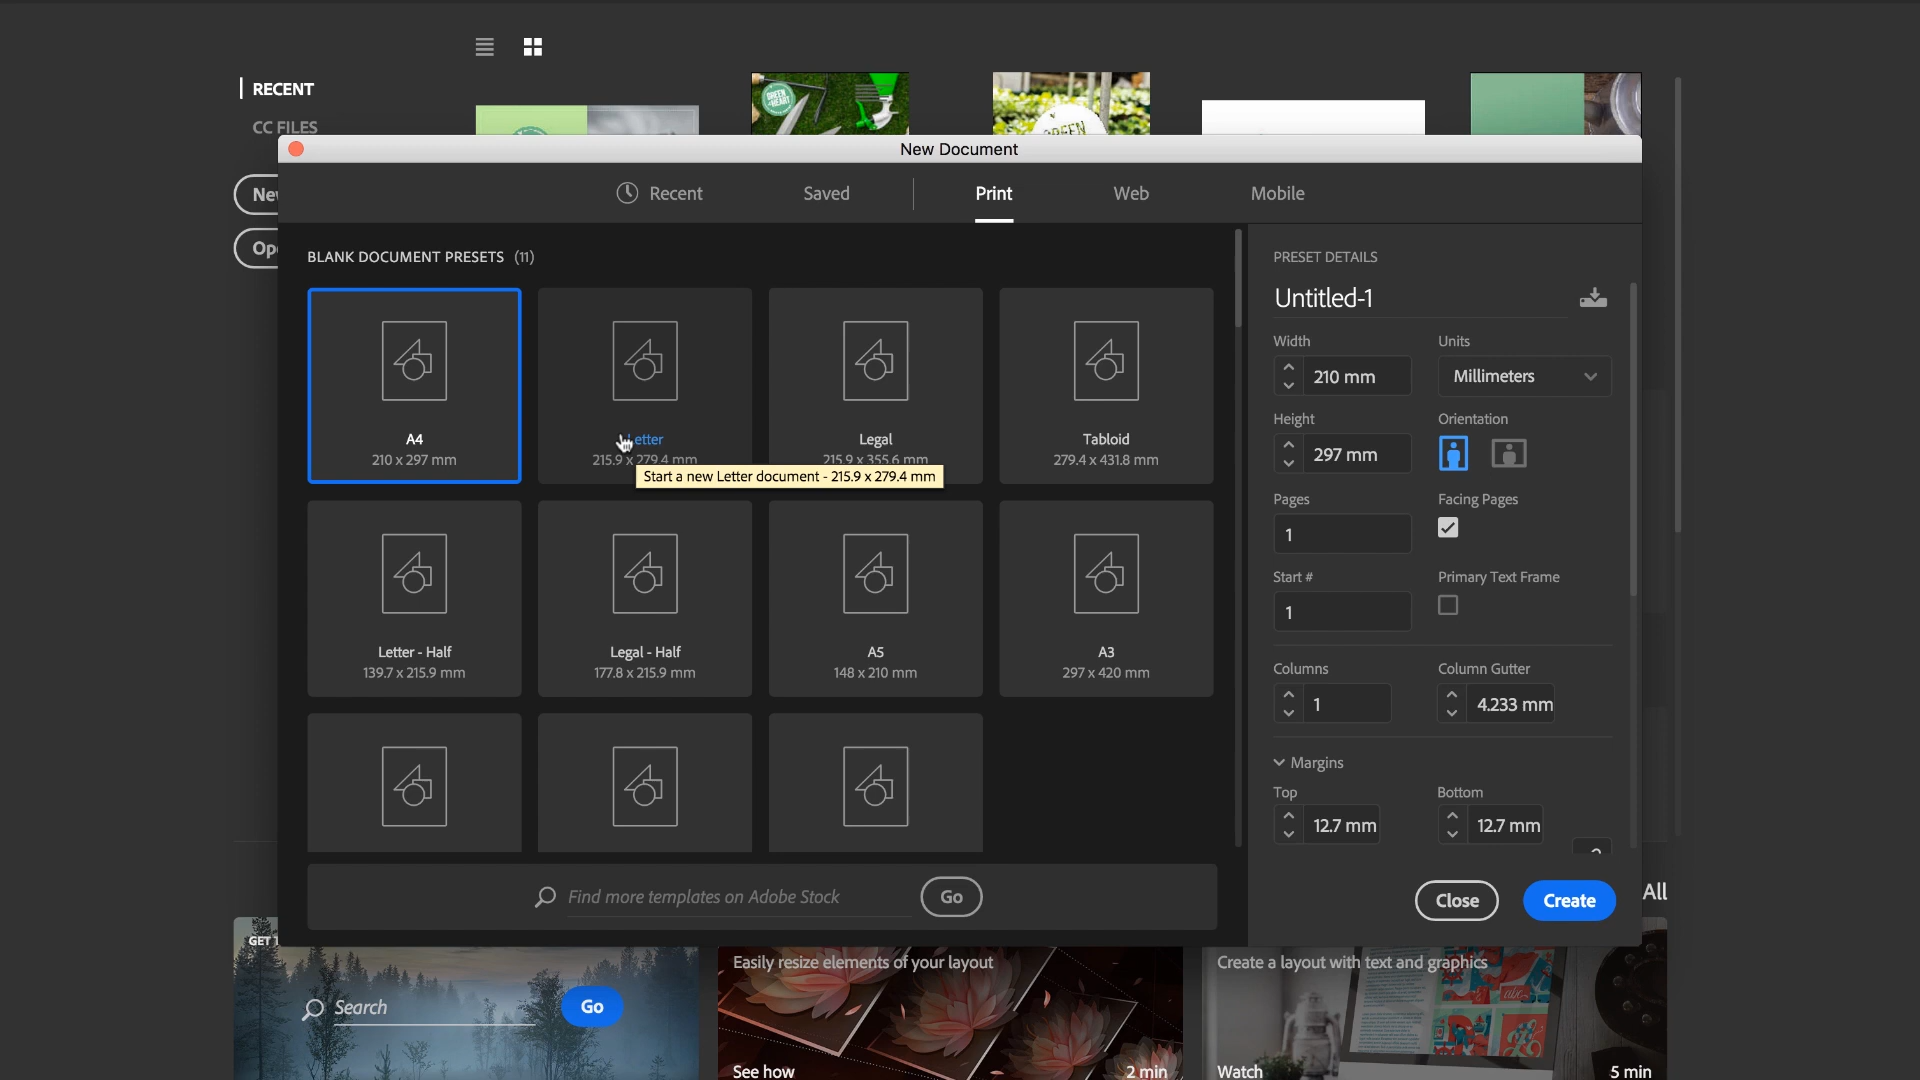 RECENT
CC FILES
New Document
Recent
Saved
Print
Web
Mobile
BLANK DOCUMENT PRESETS (11)
A4
210 x 297 mm
Letter
215.9 x 279.4 mm
Legal
215.9 x 355.6 mm
Tabloid
279.4 x 431.8 mm
Start a new Letter document - 215.9 x 279.4 mm
Letter - Half
139.7 x 215.9 mm
Legal - Half
177.8 x 215.9 mm
A5
148 x 210 mm
A3
297 x 420 mm
Find more templates on Adobe Stock
Go
PRESET DETAILS
Untitled-1
Width
Units
210 mm
Millimeters
Height
Orientation
297 mm
Pages
Facing Pages
1
Start #
Primary Text Frame
1
Columns
Column Gutter
1
4.233 mm
Margins
Top
Bottom
12.7 mm
12.7 mm
Close
Create
All
GET
Search
Go
Easily resize elements of your layout
See how
2 min
Create a layout with text and graphics
Watch
5 min